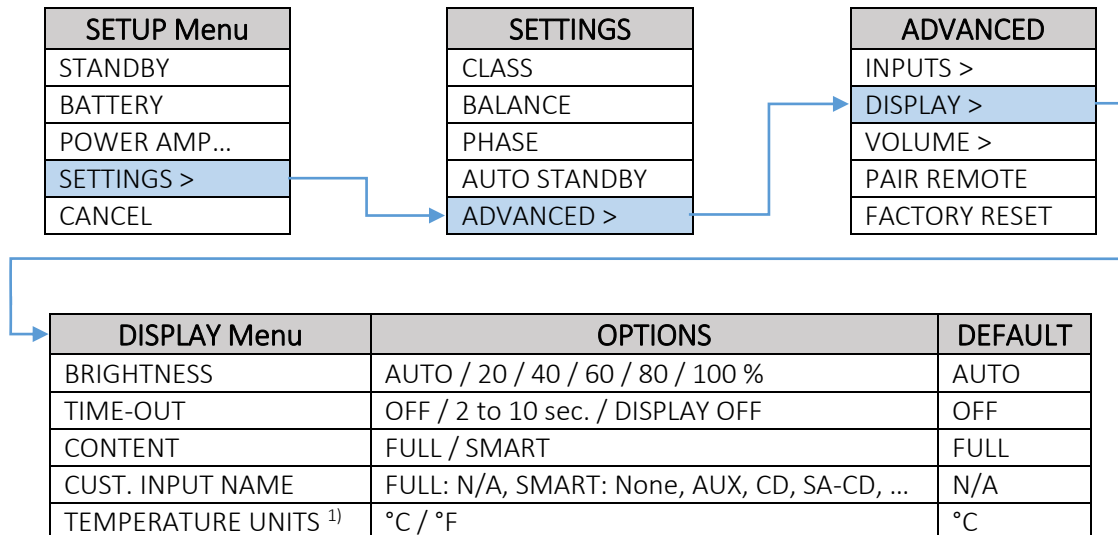 SETUP Menu
STANDBY
BATTERY
POWER AMP...
SETTINGS >
CANCEL
SETTINGS
CLASS
BALANCE
PHASE
AUTO STANDBY
ADVANCED >
ADVANCED
INPUTS >
DISPLAY >
VOLUME >
PAIR REMOTE
FACTORY RESET
DISPLAY Menu OPTIONS DEFAULT
BRIGHTNESS AUTO / 20 / 40 / 60 / 80 / 100 % AUTO
TIME-OUT OFF / 2 to 10 sec. / DISPLAY OFF OFF
CONTENT FULL / SMART FULL
CUST. INPUT NAME FULL: N/A, SMART: None, AUX, CD, SA-CD, ... N/A
TEMPERATURE UNITS 1) °C / °F °C